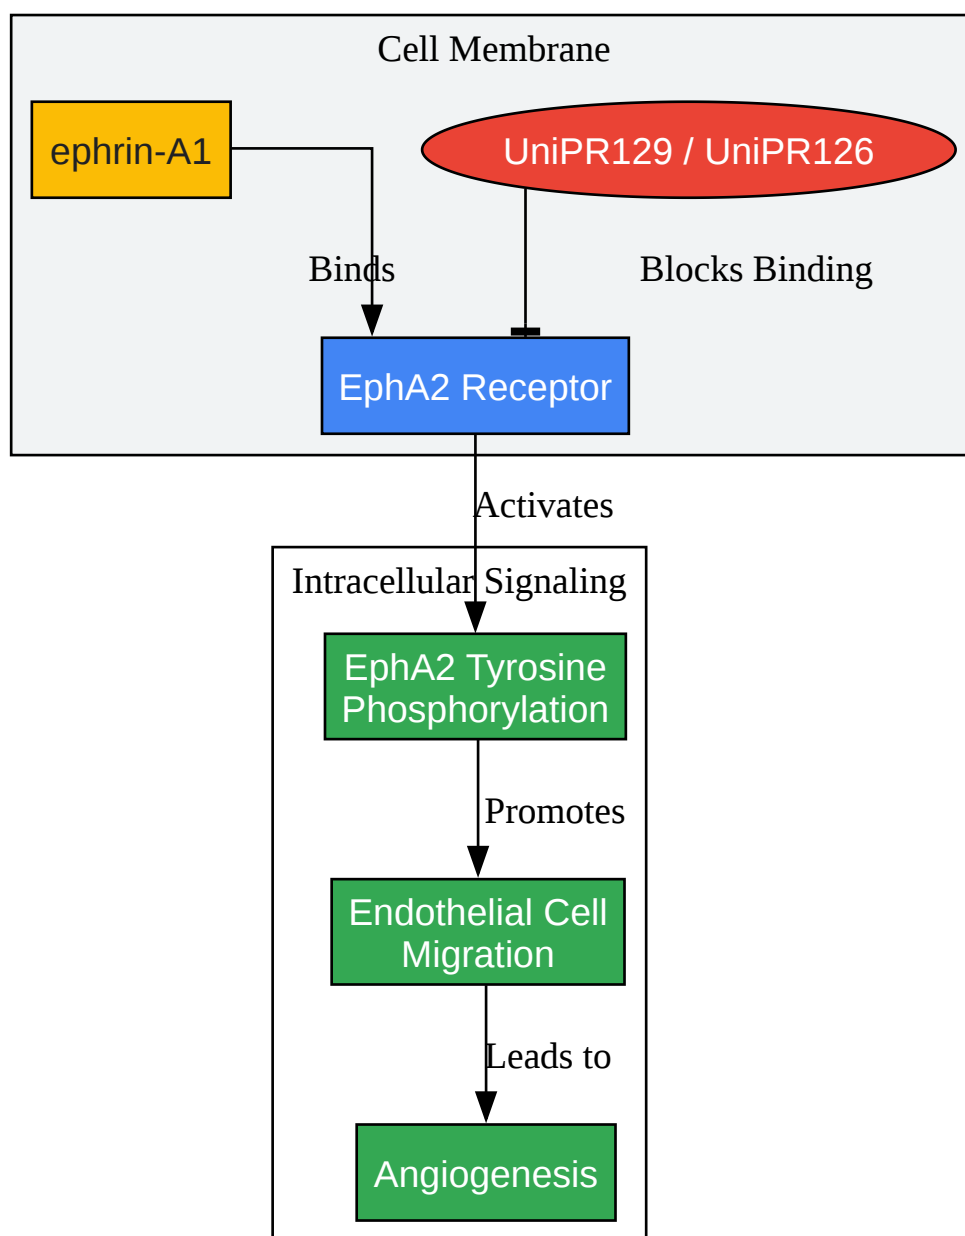 Cell Membrane
ephrin-A1
UniPR129 / UniPR126
Binds
Blocks Binding
EphA2 Receptor
Activates
Intracellular Signaling
EphA2 Tyrosine
Phosphorylation
Promotes
Endothelial Cell
Migration
Leads to
Angiogenesis